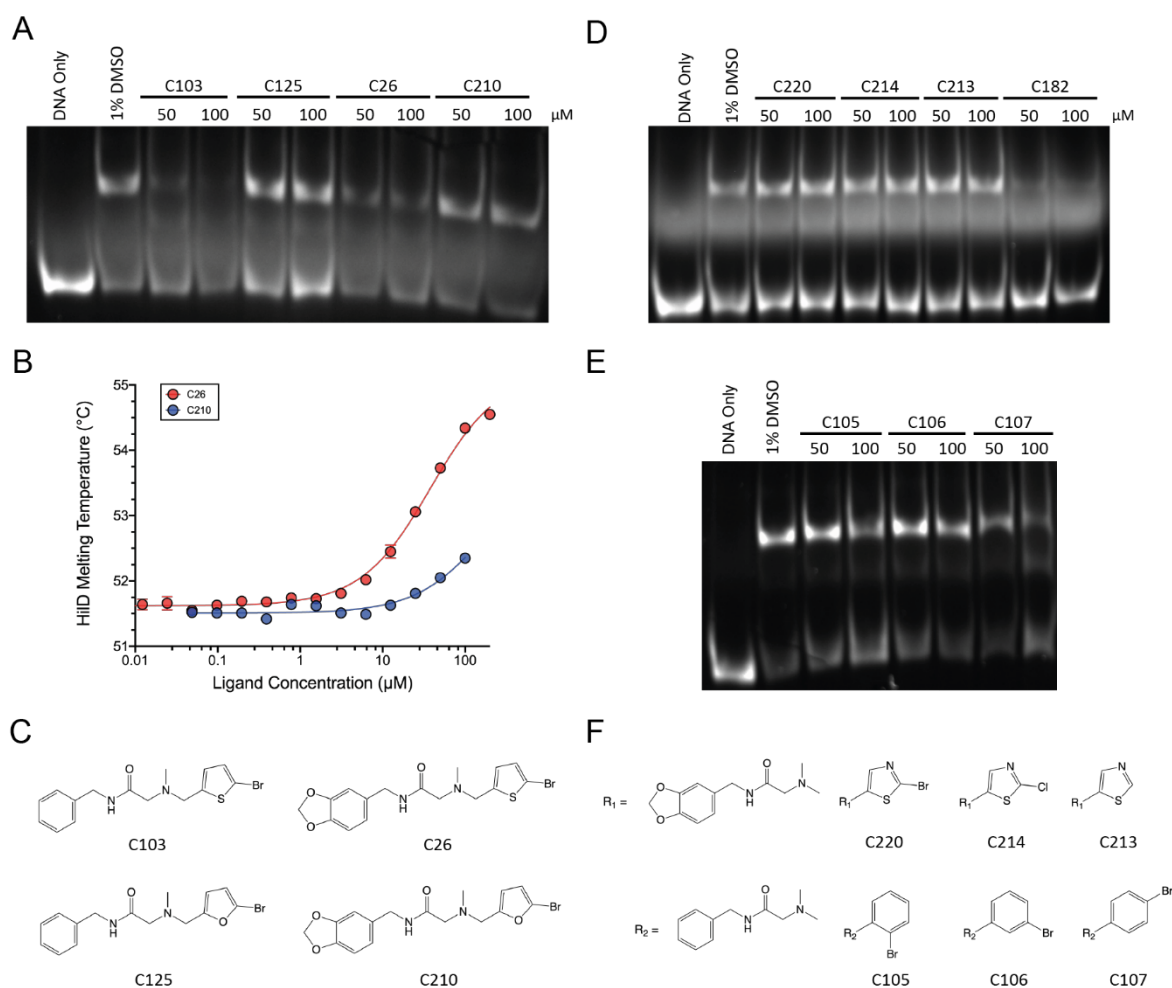 A
DNA Only
1% DMSO
C103 C125 C26 C210
50 100 50 100 50 100 50 100 µM
D
DNA Only
1% DMSO
C220 C214 C213 C182
50 100 50 100 50 100 50 100 µM
B
HilD Melting Temperature (°C)
55
54
53
52
51
C26
C210
0.01 0.1 1 10 100
Ligand Concentration (µM)
E
DNA Only
1% DMSO
C105 C106 C107
50 100 50 100 50 100
C
O
N
H
N
S
Br
C103
O
O
O
N
H
N
S
Br
C26
O
N
H
N
O
Br
C125
O
O
O
N
H
N
O
Br
C210
F
R1 =
O
O
O
N
H
N
N
R1
S
Br
C220
N
R1
S
Cl
C214
N
R1
S
C213
R2 =
O
N
H
N
R2
Br
C105
R2
Br
C106
Br
R2
C107